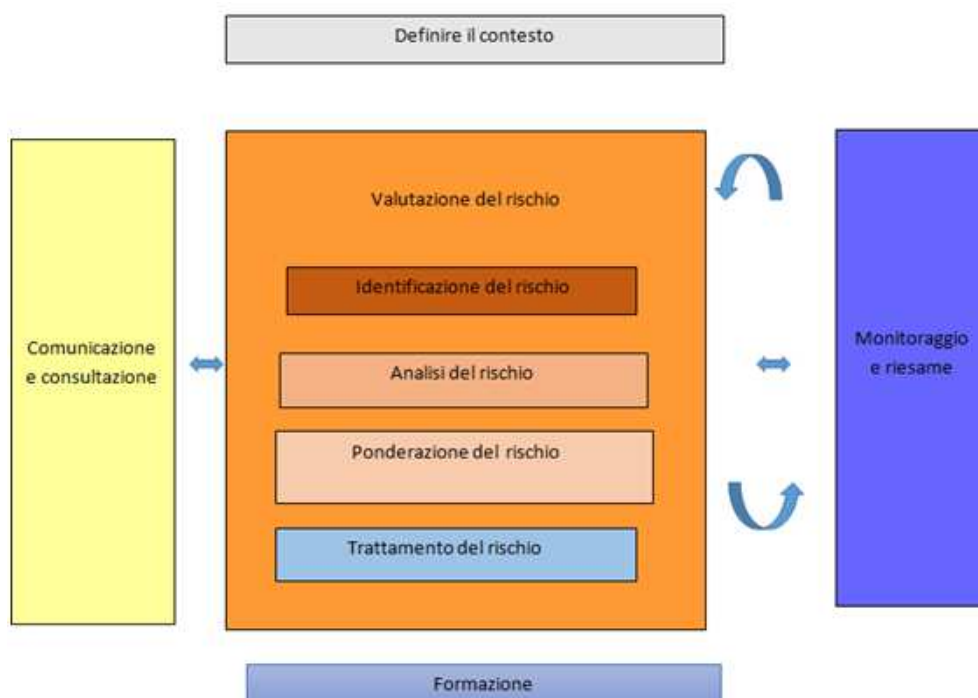 Definire il contesto
Valutazione del rischio
Identificazione del rischio
Comunicazione
e consultazione
Analisi del rischio
Monitoraggio
e riesame
Ponderazione del rischio
Trattamento del rischio
Formazione